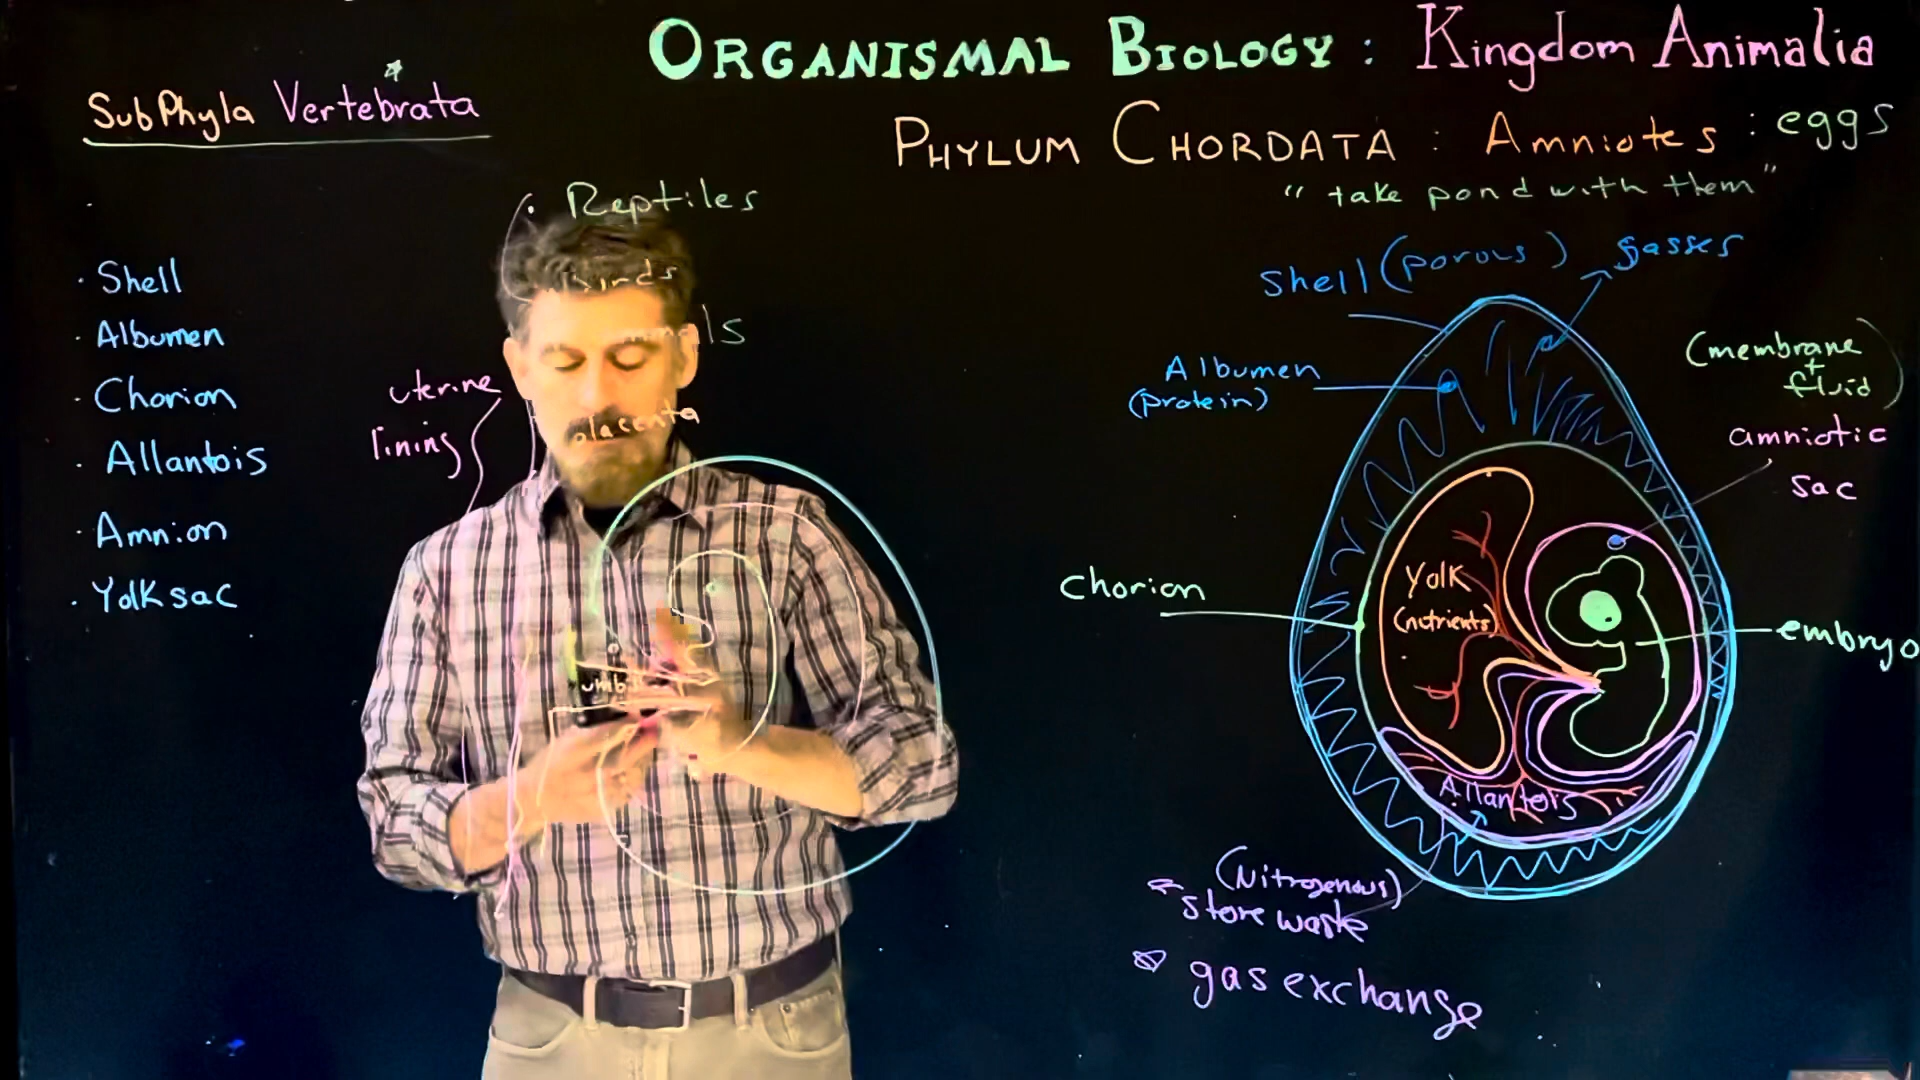 ORGANISMAL BIOLOGY : Kingdom Animalia
SubPhyla Vertebrata
PHYLUM CHORDATA : Amniotes : eggs
"take pond with them"
· Reptiles
· Shell
· Albumen
· Chorion
· Allantois
· Amnion
· Yolk sac
uterine
lining
placenta
Shell (porous)
gasses
Albumen
(protein)
(membrane
+
fluid)
amniotic
sac
Chorion
Yolk
(nutrients)
embryo
Allantois
(Nitrogenous)
store waste
gas exchange